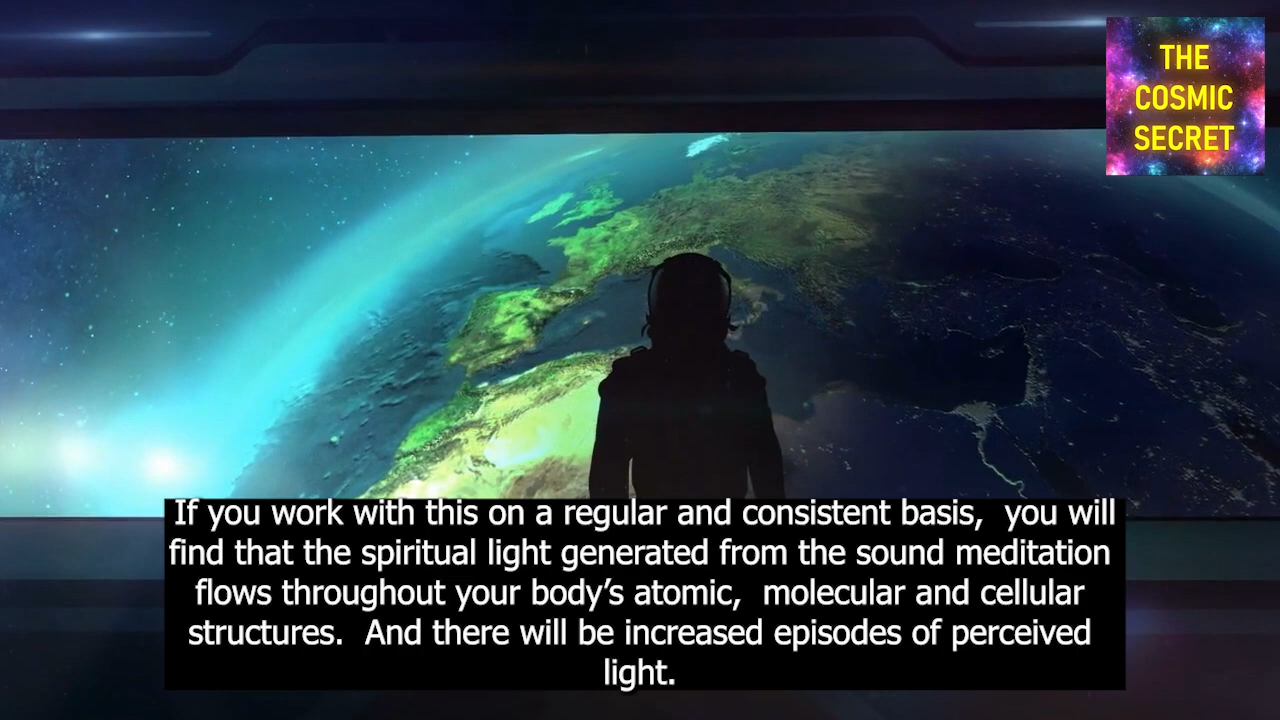 THE
COSMIC
SECRET
If you work with this on a regular and consistent basis,  you will
find that the spiritual light generated from the sound meditation
flows throughout your body’s atomic,  molecular and cellular
structures.  And there will be increased episodes of perceived
light.